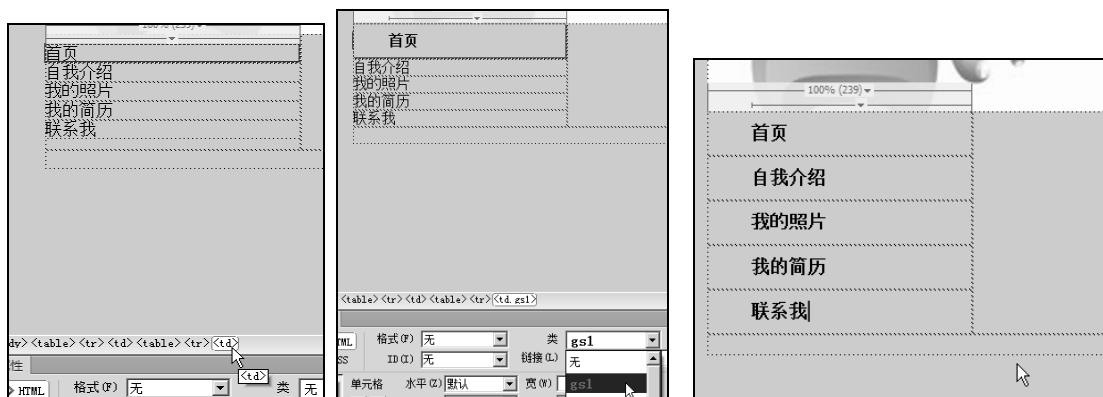 首页
自我介绍
我的照片
我的简历
联系我
<table> <tr> <td> <table> <tr> <td>
<td>
HTML 格式(F) 无 类 无
首页
自我介绍
我的照片
我的简历
联系我
<table> <tr> <td> <table> <tr> <td.gs1>
格式(F) 无 类 gs1
ID(I) 无 链接(L) 无
单元格 水平(Z) 默认 宽(W) gs1
100% (239)
首页
自我介绍
我的照片
我的简历
联系我